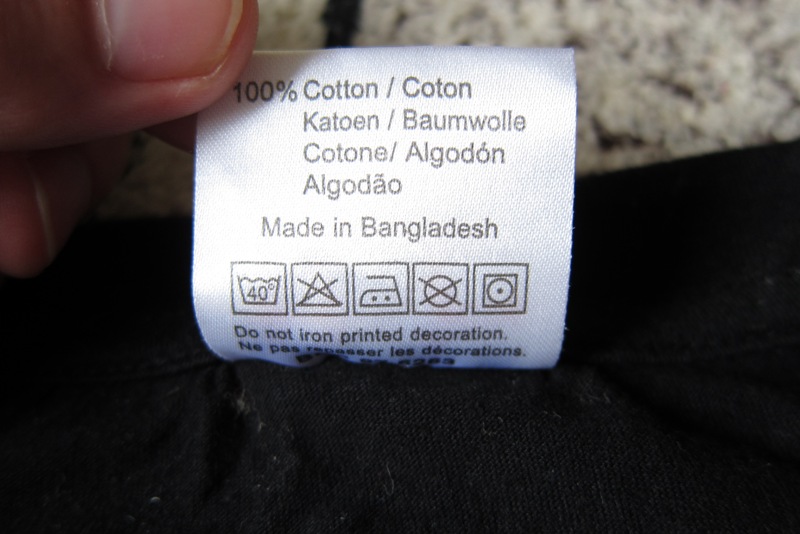 100% Cotton / Coton
Katoen / Baumwolle
Cotone/ Algodón
Algodão
Made in Bangladesh
40°
Do not iron printed decoration.
Ne pas repasser les décorations.